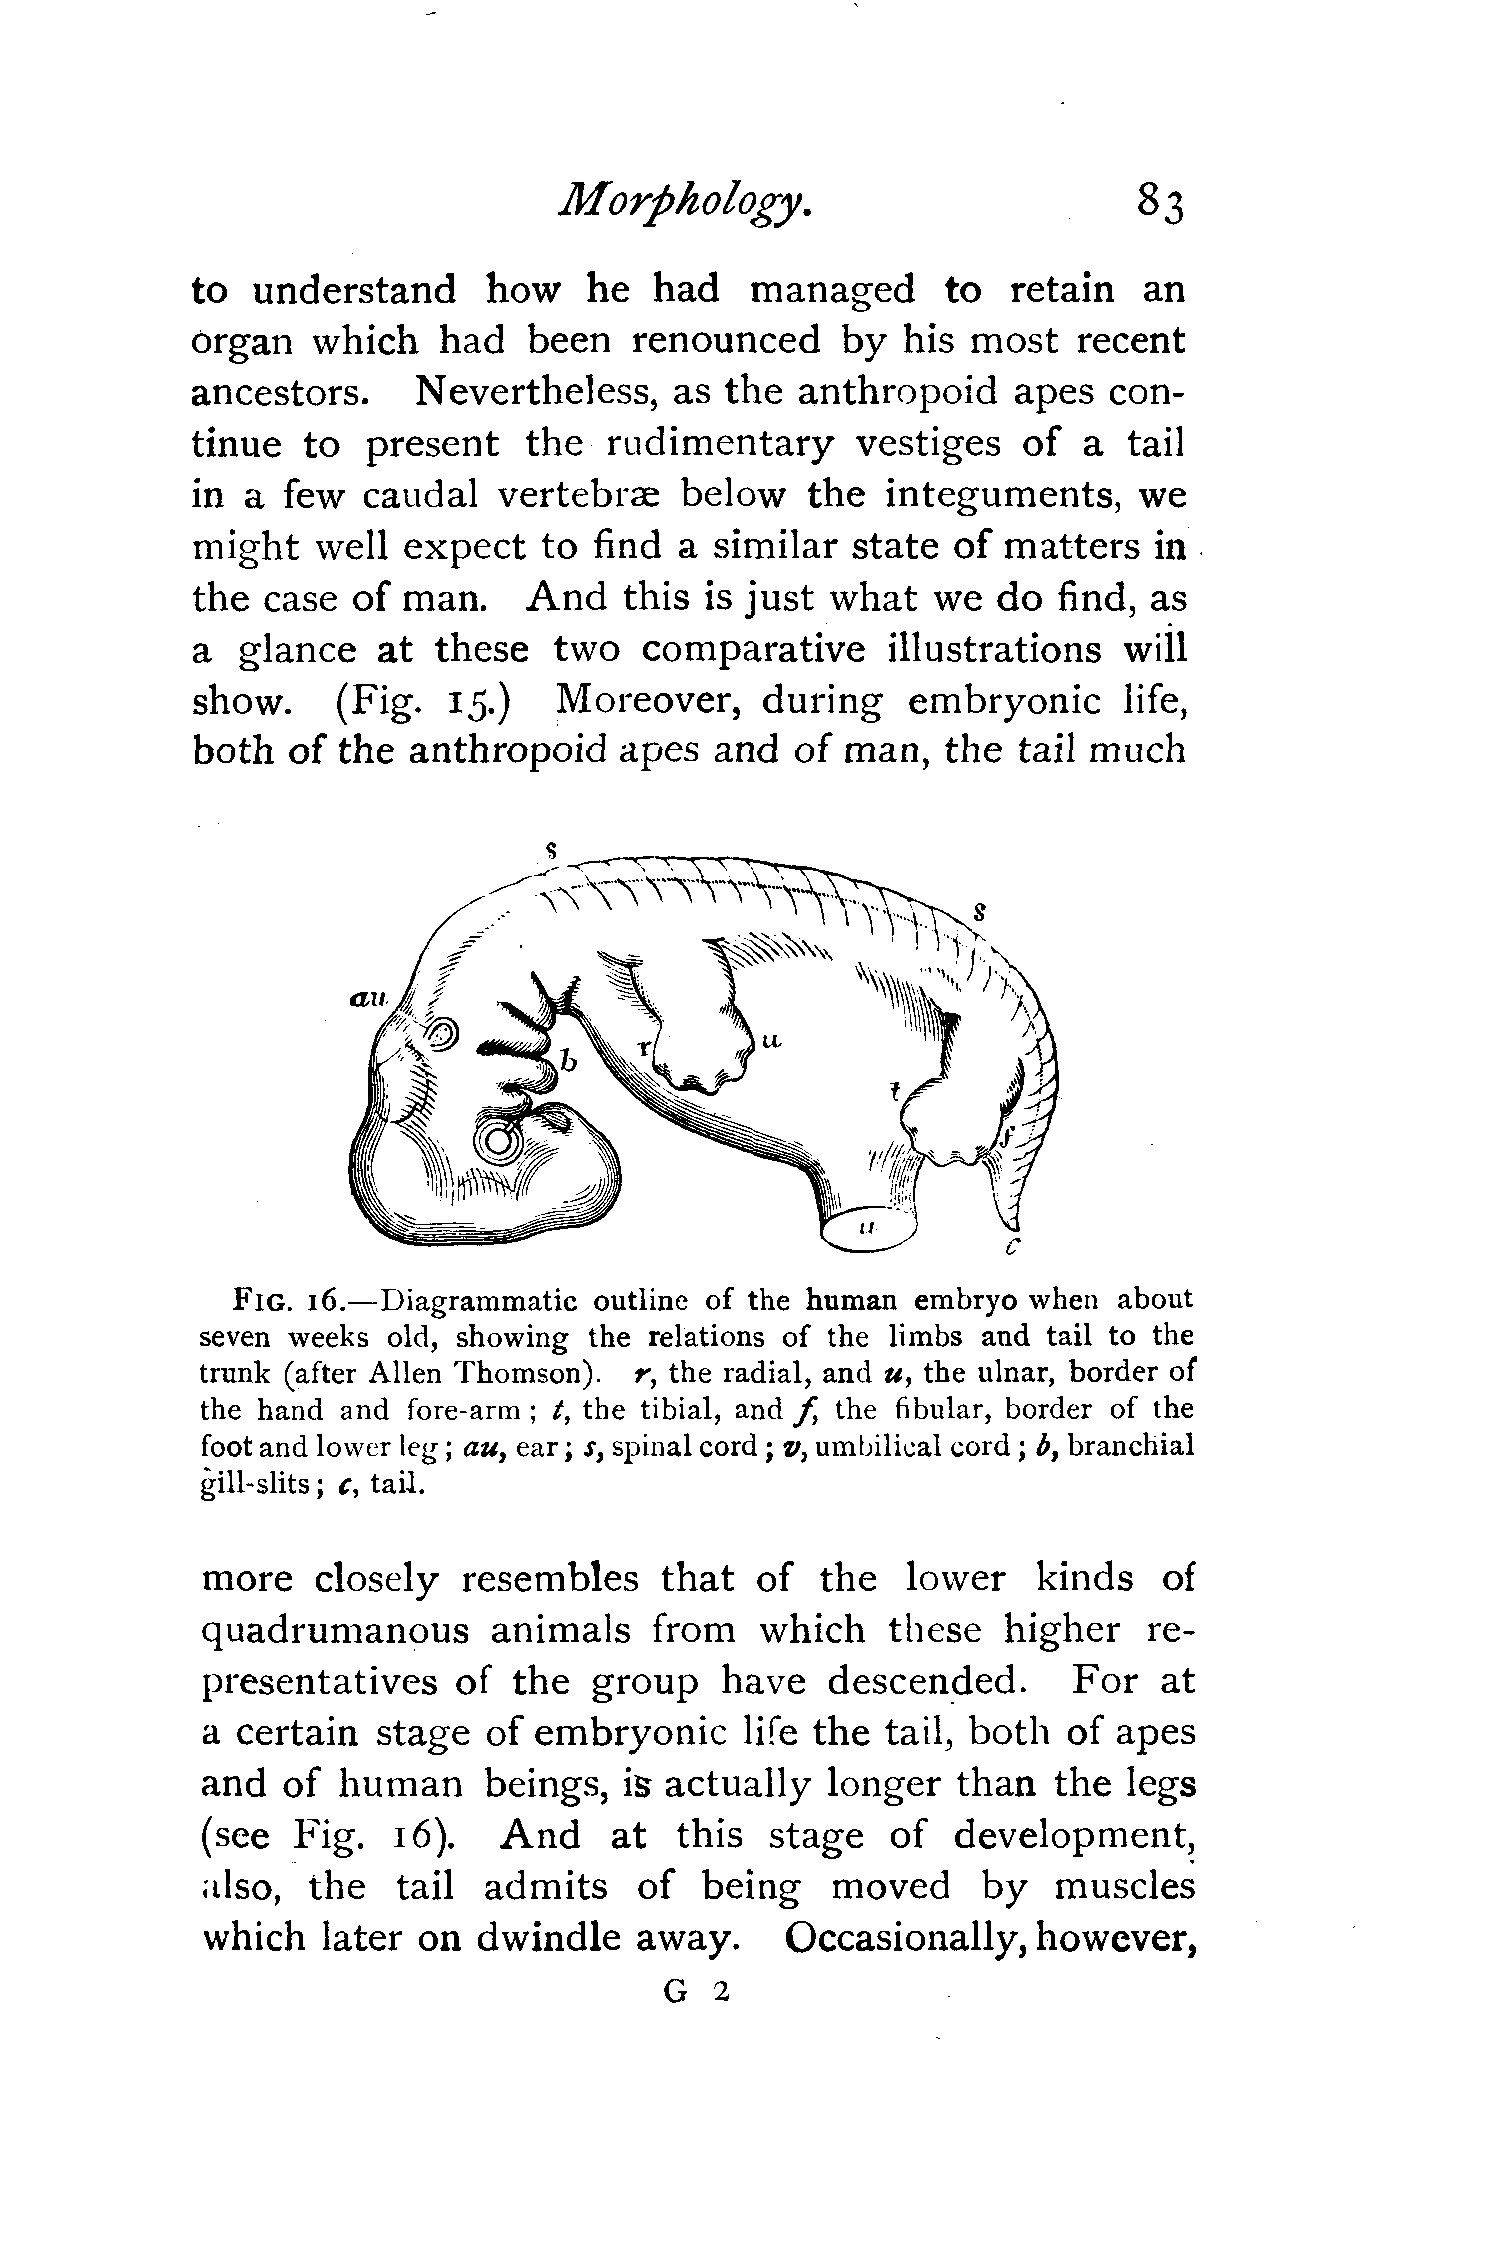 Morphology. 83
to understand how he had managed to retain an
organ which had been renounced by his most recent
ancestors. Nevertheless, as the anthropoid apes con-
tinue to present the rudimentary vestiges of a tail
in a few caudal vertebræ below the integuments, we
might well expect to find a similar state of matters in
the case of man. And this is just what we do find, as
a glance at these two comparative illustrations will
show. (Fig. 15.) Moreover, during embryonic life,
both of the anthropoid apes and of man, the tail much
s
s
au.
r
u
b
t
f
u
c
FIG. 16.—Diagrammatic outline of the human embryo when about
seven weeks old, showing the relations of the limbs and tail to the
trunk (after Allen Thomson). r, the radial, and u, the ulnar, border of
the hand and fore-arm; t, the tibial, and f, the fibular, border of the
foot and lower leg; au, ear; s, spinal cord; v, umbilical cord; b, branchial
gill-slits; c, tail.
more closely resembles that of the lower kinds of
quadrumanous animals from which these higher re-
presentatives of the group have descended. For at
a certain stage of embryonic life the tail, both of apes
and of human beings, is actually longer than the legs
(see Fig. 16). And at this stage of development,
also, the tail admits of being moved by muscles
which later on dwindle away. Occasionally, however,
G 2